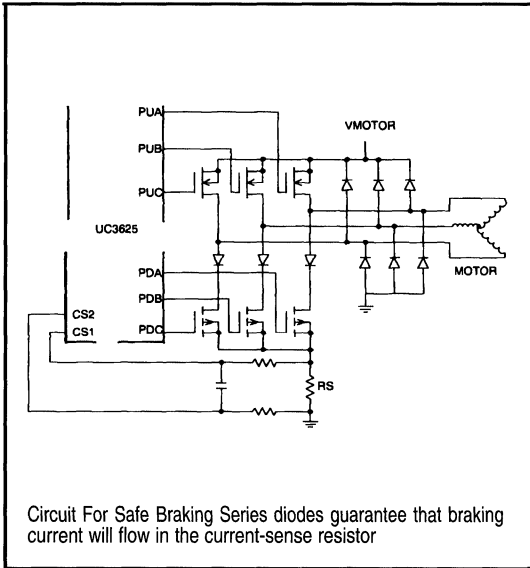 PUA
VMOTOR
PUB
PUC
UC3625
PDA
MOTOR
PDB
CS2
PDC
CS1
RS
Circuit For Safe Braking Series diodes guarantee that braking
current will flow in the current-sense resistor